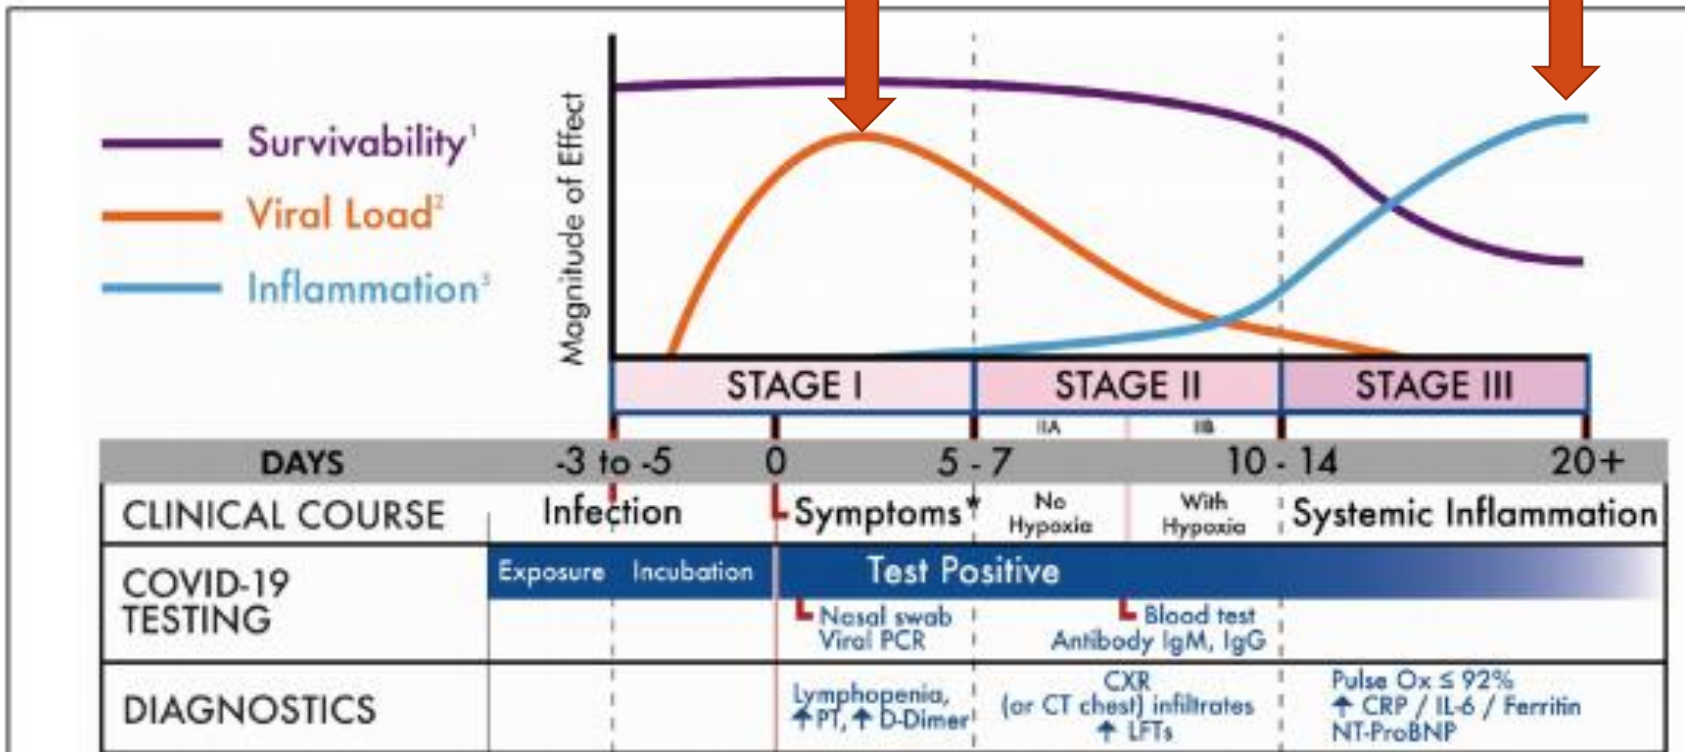 Survivability¹
Viral Load²
Inflammation³
Magnitude of Effect
STAGE I STAGE II STAGE III
IIA IIB
DAYS -3 to -5 0 5 - 7 10 - 14 20+
CLINICAL COURSE
Infection
Symptoms*
No
Hypoxia
With
Hypoxia
Systemic Inflammation
COVID-19
TESTING
Exposure Incubation
Test Positive
Nasal swab
Viral PCR
Blood test
Antibody IgM, IgG
DIAGNOSTICS
Lymphopenia,
↑PT, ↑ D-Dimer
CXR
(or CT chest) infiltrates
↑ LFTs
Pulse Ox ≤ 92%
↑ CRP / IL-6 / Ferritin
NT-ProBNP